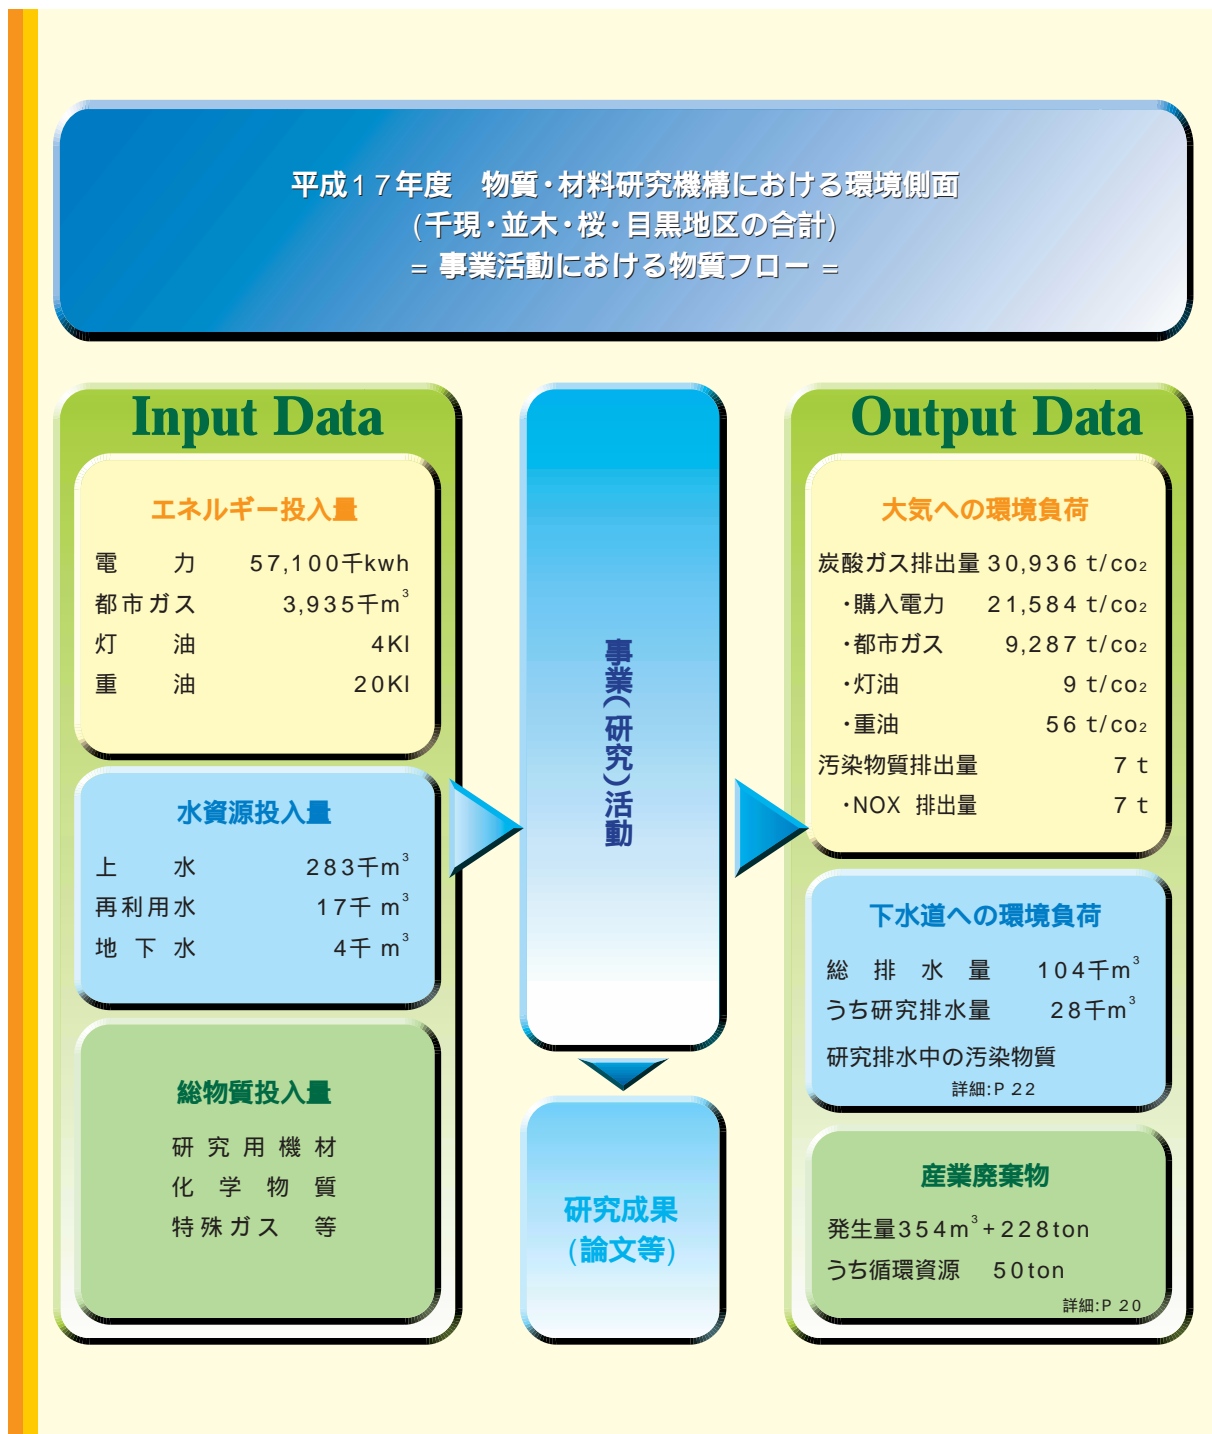 平成17年度　物質・材料研究機構における環境側面
(千現・並木・桜・目黒地区の合計)
= 事業活動における物質フロー =
Input Data
エネルギー投入量
電力 57,100千kwh
都市ガス 3,935千m³
灯油 4Kl
重油 20Kl
水資源投入量
上水 283千m³
再利用水 17千 m³
地下水 4千 m³
総物質投入量
研究用機材
化学物質
特殊ガス 等
事業(研究)活動
研究成果
(論文等)
Output Data
大気への環境負荷
炭酸ガス排出量 30,936 t/co₂
・購入電力 21,584 t/co₂
・都市ガス 9,287 t/co₂
・灯油 9 t/co₂
・重油 56 t/co₂
汚染物質排出量 7 t
・NOX 排出量 7 t
下水道への環境負荷
総排水量 104千m³
うち研究排水量 28千m³
研究排水中の汚染物質
詳細:P 22
産業廃棄物
発生量354m³+228ton
うち循環資源 50ton
詳細:P 20